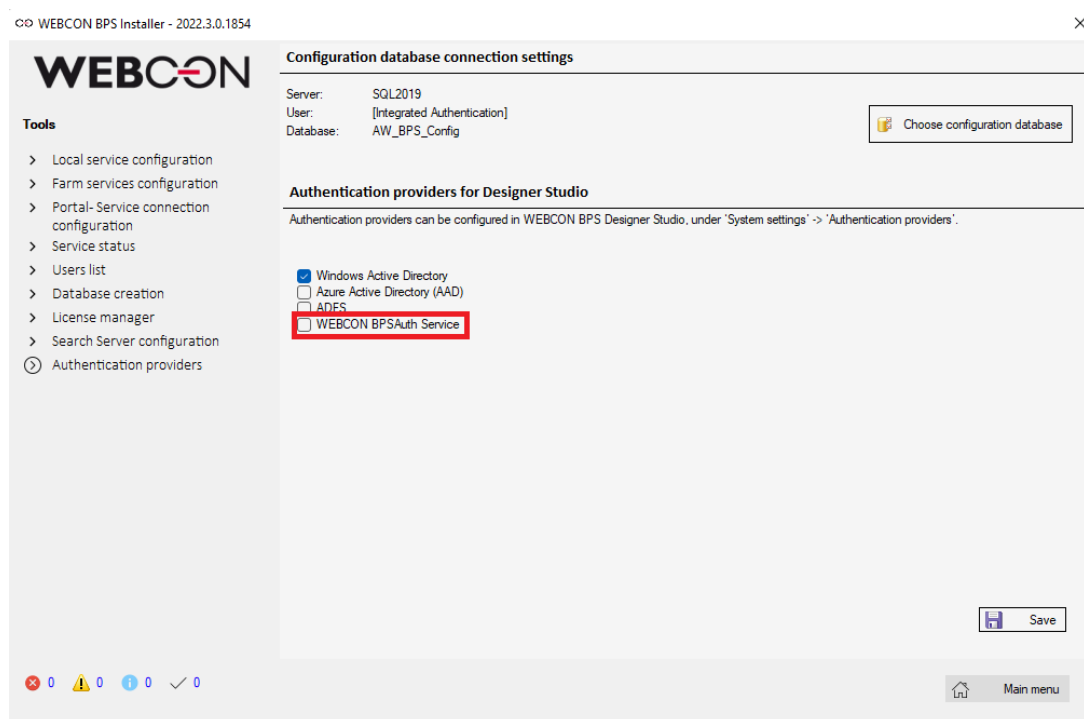 WEBCON BPS Installer - 2022.3.0.1854
WEBCON
Tools
Local service configuration
Farm services configuration
Portal- Service connection
configuration
Service status
Users list
Database creation
License manager
Search Server configuration
Authentication providers
Configuration database connection settings
Server: SQL2019
User: [Integrated Authentication]
Database: AW_BPS_Config
Choose configuration database
Authentication providers for Designer Studio
Authentication providers can be configured in WEBCON BPS Designer Studio, under 'System settings' -> 'Authentication providers'.
Windows Active Directory
Azure Active Directory (AAD)
ADFS
WEBCON BPSAuth Service
Save
0 0 0 0
Main menu